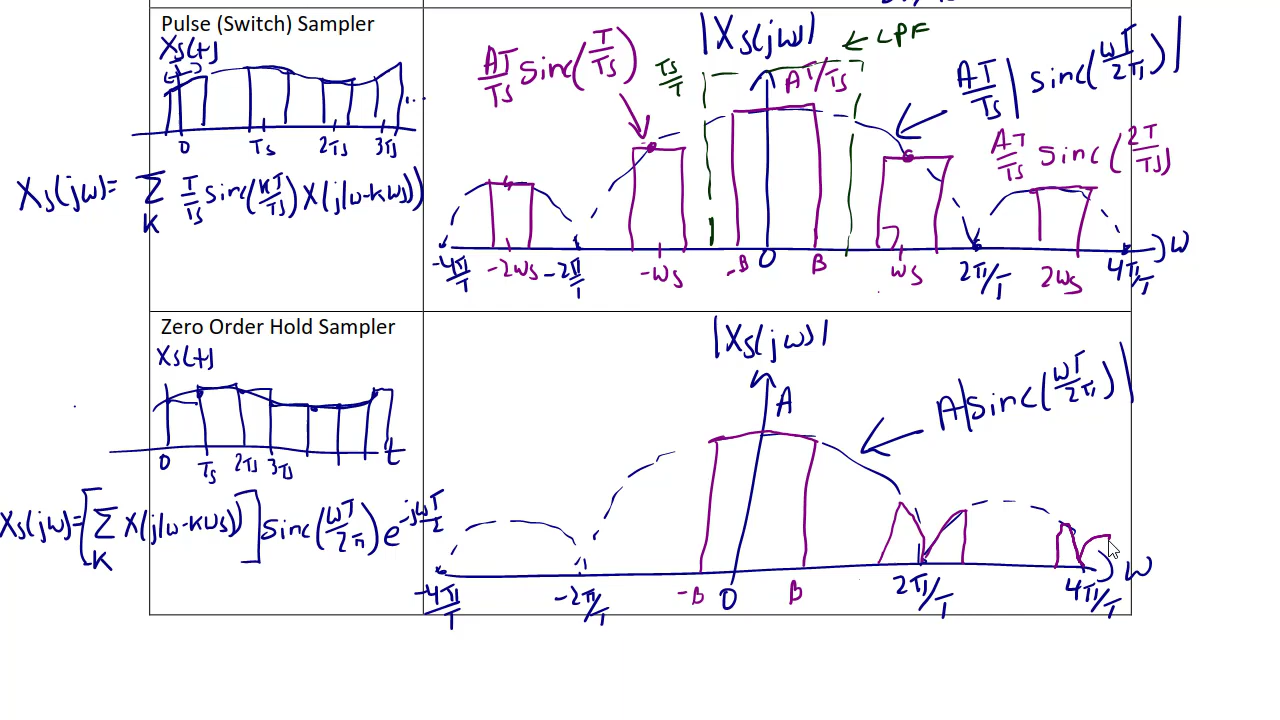 Pulse (Switch) Sampler
Xs(t)
0 Ts 2Ts 3Ts ...
Xs(jω)= Σ K T/Ts sinc(KT/Ts) X(j(ω-kωs))
|Xs(jω)|
← LPF
AT/Ts sinc(T/Ts)
Ts/T
AT/Ts
AT/Ts | sinc(ωT/2π) |
AT/Ts sinc(2T/Ts)
-4π/T -2ωs -2π/T -ωs -B 0 B ωs 2π/T 2ωs 4π/T ω
Zero Order Hold Sampler
Xs(t)
0 Ts 2Ts 3Ts t
Xs(jω)=[Σ K X(j(ω-kωs))] sinc(ωT/2π) e^-jωT/2
|Xs(jω)|
A
A|sinc(ωT/2π)|
-4π/T -2π/T -B 0 B 2π/T 4π/T ω